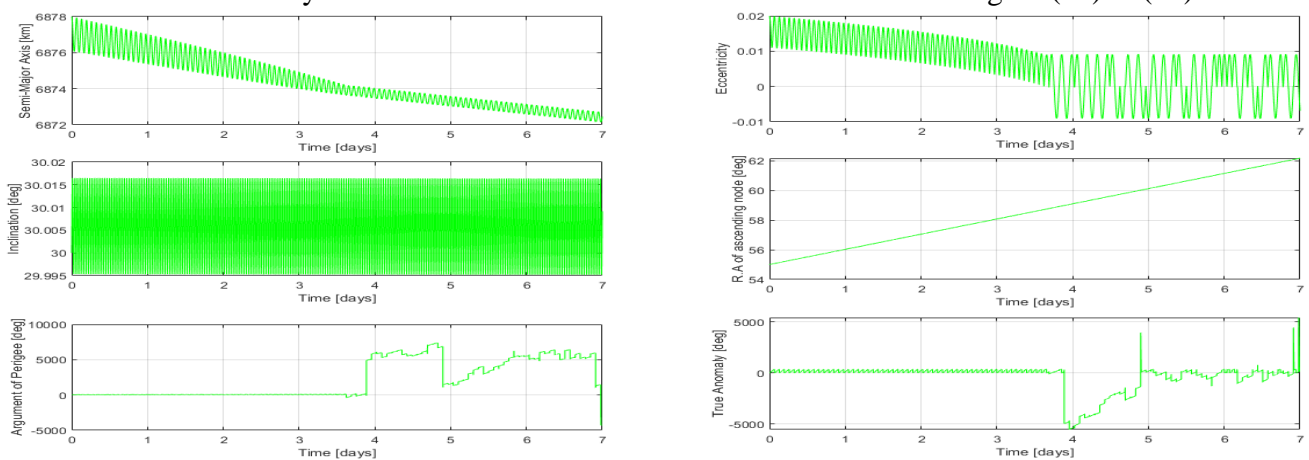 Semi-Major Axis [km]
6878
6876
6874
6872
0 1 2 3 4 5 6 7
Time [days]
Eccentricity
0.02
0.01
0
-0.01
0 1 2 3 4 5 6 7
Time [days]
Inclination [deg]
30.02
30.015
30.01
30.005
30
29.995
0 1 2 3 4 5 6 7
Time [days]
R.A of ascending node [deg]
62
60
58
56
54
0 1 2 3 4 5 6 7
Time [days]
Argument of Perigee [deg]
10000
5000
0
-5000
0 1 2 3 4 5 6 7
Time [days]
True Anomaly [deg]
5000
0
-5000
0 1 2 3 4 5 6 7
Time [days]